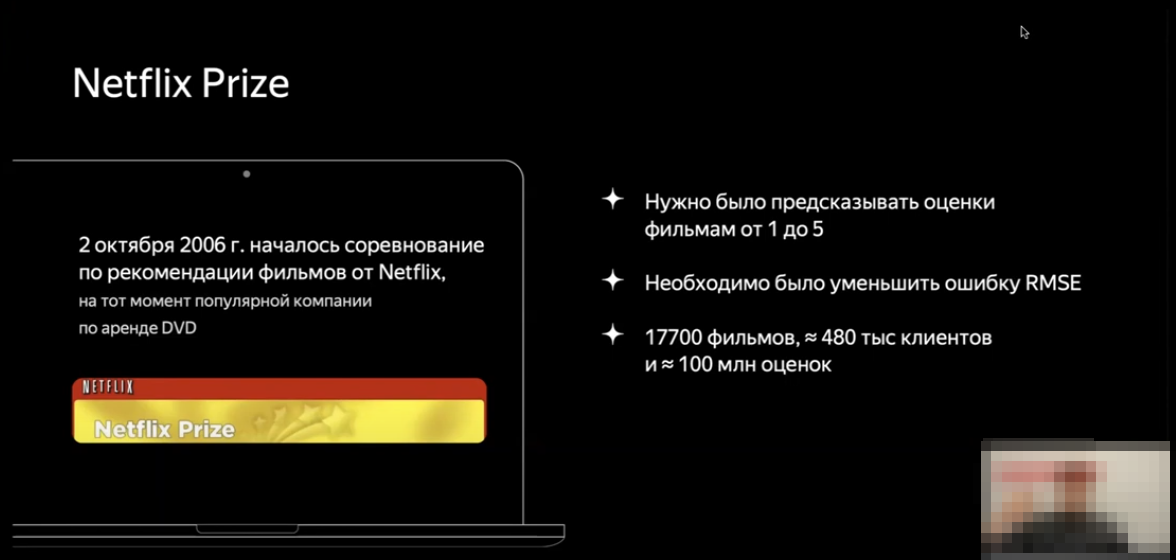 Netflix Prize
2 октября 2006 г. началось соревнование
по рекомендации фильмов от Netflix,
на тот момент популярной компании
по аренде DVD
NETFLIX
Netflix Prize
Нужно было предсказывать оценки
фильмам от 1 до 5
Необходимо было уменьшить ошибку RMSE
17700 фильмов, ≈ 480 тыс клиентов
и ≈ 100 млн оценок